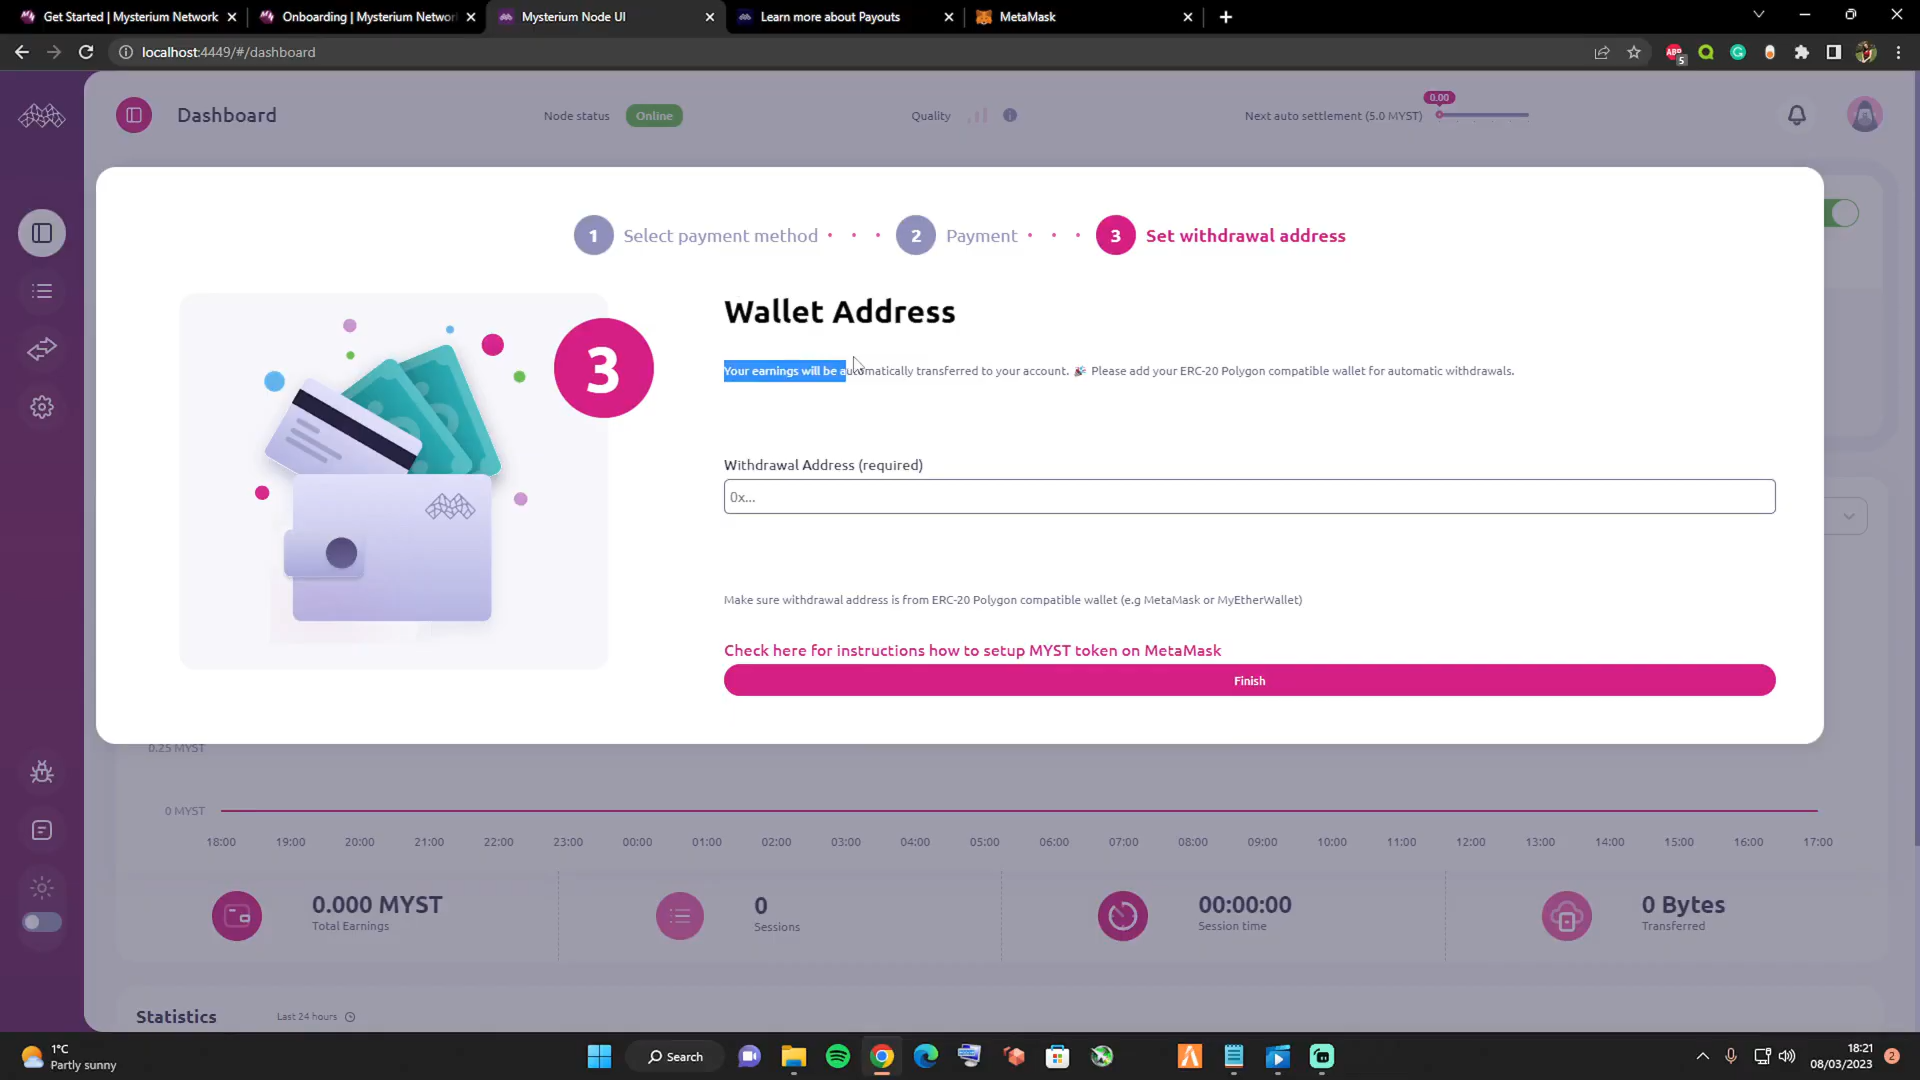 Get Started | Mysterium Network
Onboarding | Mysterium Networ
Mysterium Node UI
Learn more about Payouts
MetaMask
localhost:4449/#/dashboard
ABP
5
Dashboard
Node status
Online
Quality
Next auto settlement (5.0 MYST)
0.00
1 Select payment method
2 Payment
3 Set withdrawal address
3
Wallet Address
Your earnings will be automatically transferred to your account. 🎉 Please add your ERC-20 Polygon compatible wallet for automatic withdrawals.
Withdrawal Address (required)
0x...
Make sure withdrawal address is from ERC-20 Polygon compatible wallet (e.g MetaMask or MyEtherWallet)
Check here for instructions how to setup MYST token on MetaMask
Finish
0.25 MYST
0 MYST
18:00 19:00 20:00 21:00 22:00 23:00 00:00 01:00 02:00 03:00 04:00 05:00 06:00 07:00 08:00 09:00 10:00 11:00 12:00 13:00 14:00 15:00 16:00 17:00
0.000 MYST
Total Earnings
0
Sessions
00:00:00
Session time
0 Bytes
Transferred
Statistics
Last 24 hours
1°C
Partly sunny
Search
18:21
08/03/2023
2